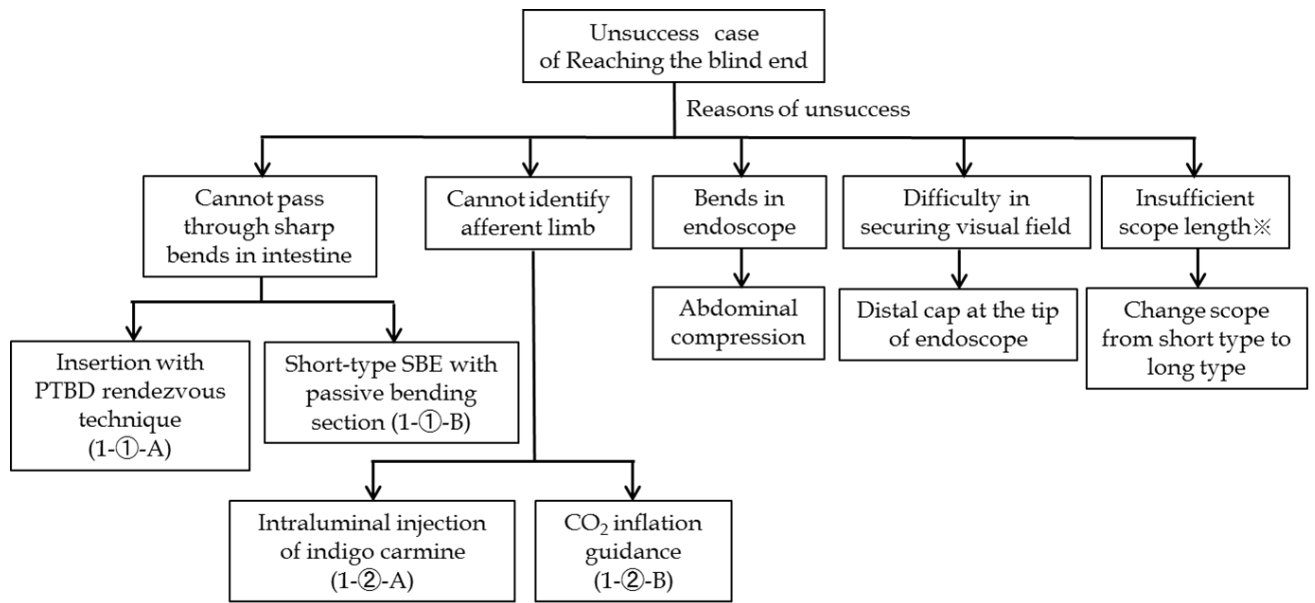 Unsuccess case
of Reaching the blind end
Reasons of unsuccess
Cannot pass
through sharp
bends in intestine
Cannot identify
afferent limb
Bends in
endoscope
Difficulty in
securing visual field
Insufficient
scope length※
Insertion with
PTBD rendezvous
technique
(1-①-A)
Short-type SBE with
passive bending
section (1-①-B)
Abdominal
compression
Distal cap at the tip
of endoscope
Change scope
from short type to
long type
Intraluminal injection
of indigo carmine
(1-②-A)
CO₂ inflation
guidance
(1-②-B)